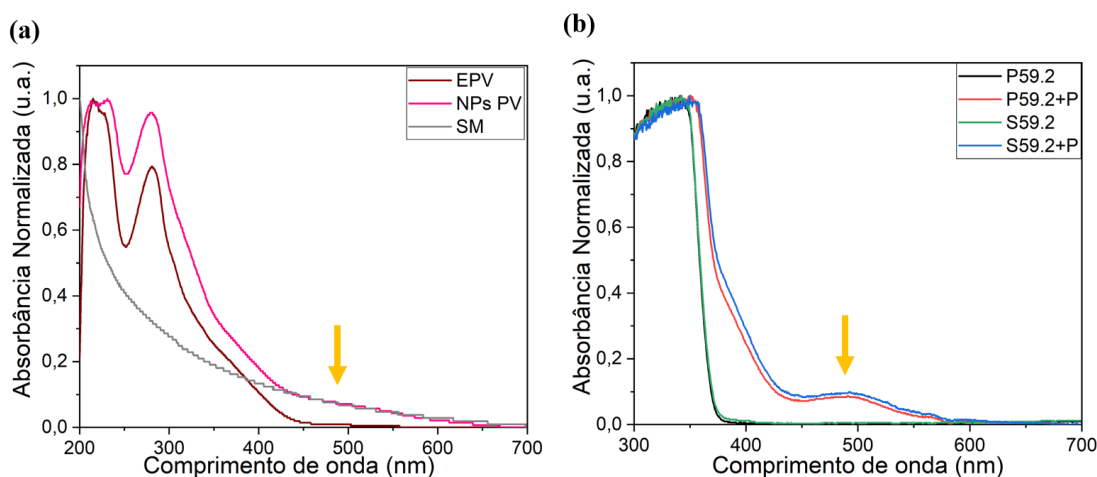 (a)
Absorbância Normalizada (u.a.)
1,0
0,8
0,6
0,4
0,2
0,0
EPV
NPs PV
SM
200 300 400 500 600 700
Comprimento de onda (nm)
(b)
Absorbância Normalizada (u.a.)
1,0
0,8
0,6
0,4
0,2
0,0
P59.2
P59.2+P
S59.2
S59.2+P
300 400 500 600 700
Comprimento de onda (nm)